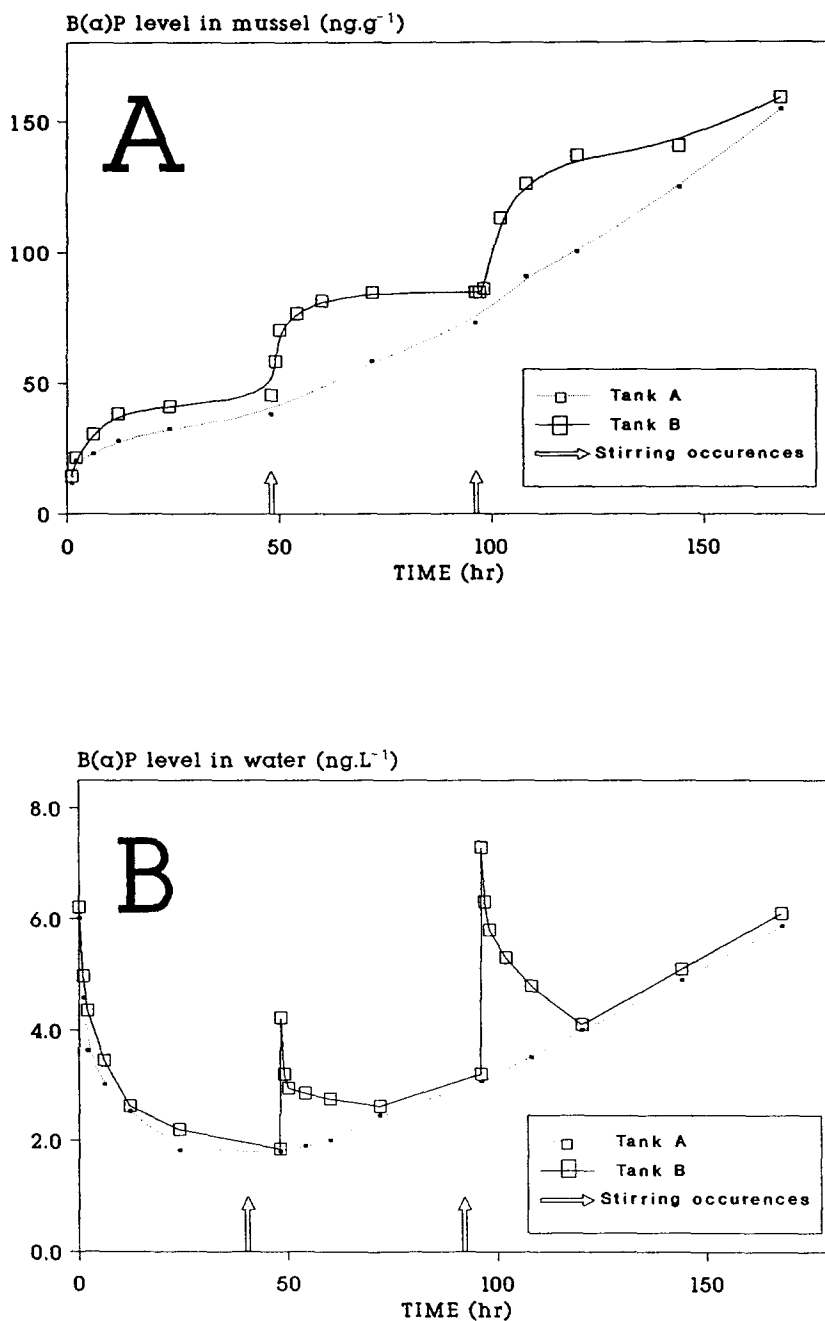 B(α)P level in mussel (ng.g⁻¹)
A
150
100
50
0
Tank A
Tank B
Stirring occurences
0 50 100 150
TIME (hr)
B(α)P level in water (ng.L⁻¹)
B
8.0
6.0
4.0
2.0
0.0
Tank A
Tank B
Stirring occurences
0 50 100 150
TIME (hr)